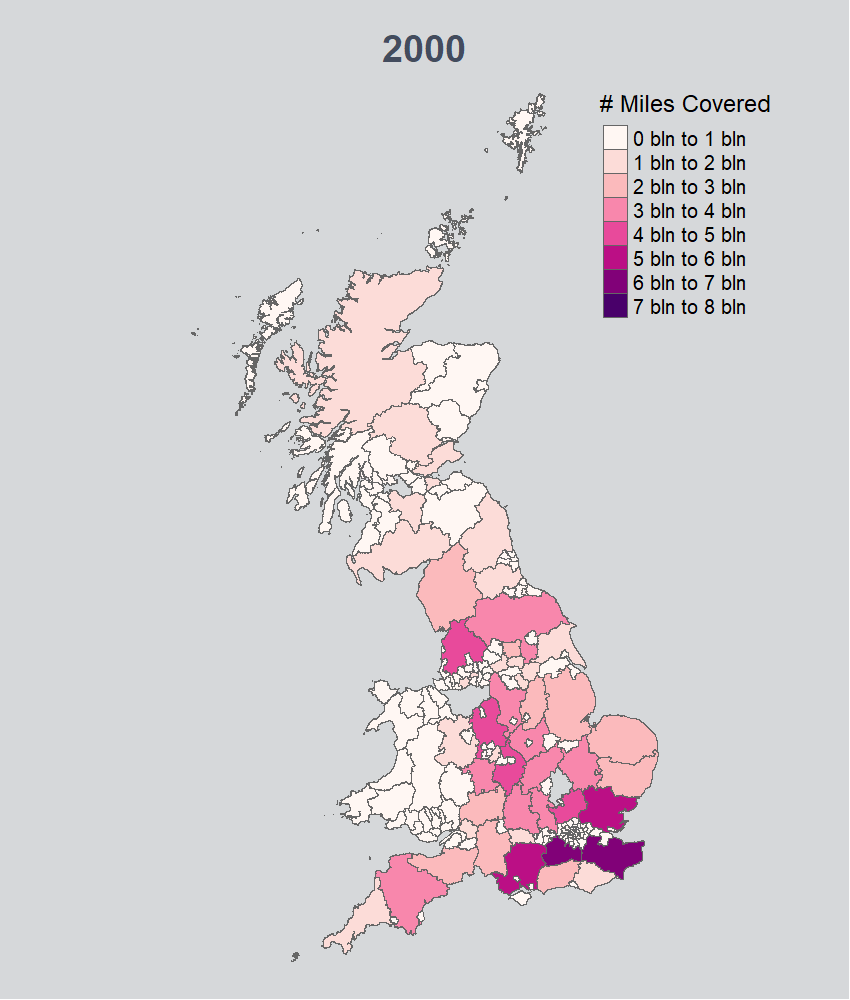 2000
# Miles Covered
0 bln to 1 bln
1 bln to 2 bln
2 bln to 3 bln
3 bln to 4 bln
4 bln to 5 bln
5 bln to 6 bln
6 bln to 7 bln
7 bln to 8 bln